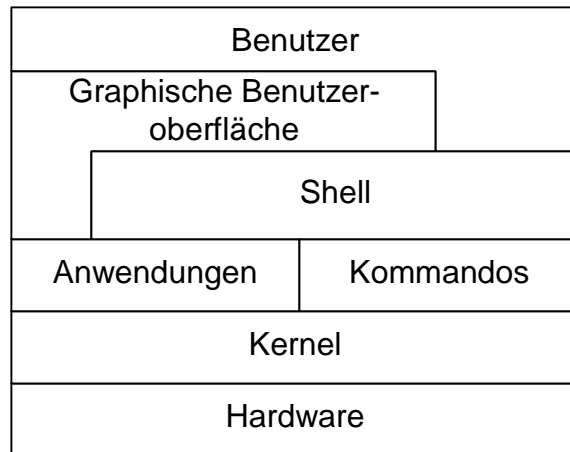 Benutzer
Graphische Benutzer-
oberfläche
Shell
Anwendungen Kommandos
Kernel
Hardware